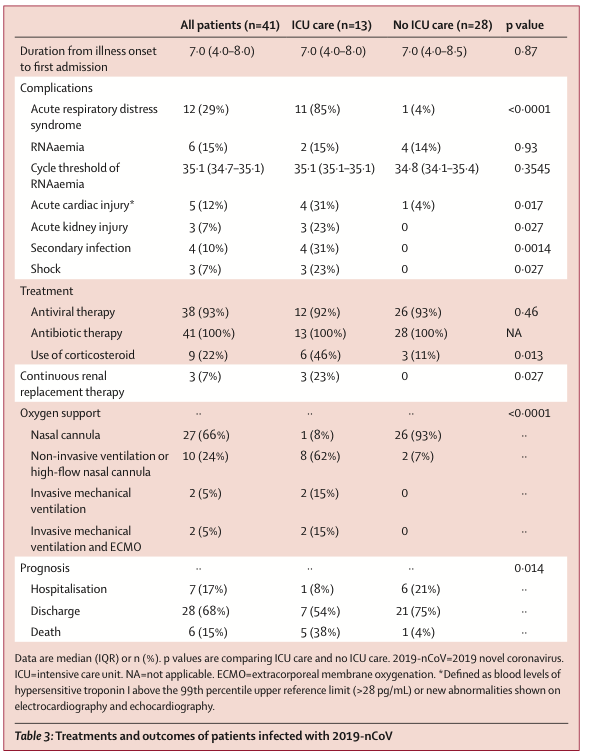 All patients (n=41) ICU care (n=13) No ICU care (n=28) p value
Duration from illness onset 7·0 (4·0–8·0) 7·0 (4·0–8·0) 7·0 (4·0–8·5) 0·87
to first admission
Complications
Acute respiratory distress 12 (29%) 11 (85%) 1 (4%) <0·0001
syndrome
RNAaemia 6 (15%) 2 (15%) 4 (14%) 0·93
Cycle threshold of 35·1 (34·7–35·1) 35·1 (35·1–35·1) 34·8 (34·1–35·4) 0·3545
RNAaemia
Acute cardiac injury* 5 (12%) 4 (31%) 1 (4%) 0·017
Acute kidney injury 3 (7%) 3 (23%) 0 0·027
Secondary infection 4 (10%) 4 (31%) 0 0·0014
Shock 3 (7%) 3 (23%) 0 0·027
Treatment
Antiviral therapy 38 (93%) 12 (92%) 26 (93%) 0·46
Antibiotic therapy 41 (100%) 13 (100%) 28 (100%) NA
Use of corticosteroid 9 (22%) 6 (46%) 3 (11%) 0·013
Continuous renal 3 (7%) 3 (23%) 0 0·027
replacement therapy
Oxygen support ·· ·· ·· <0·0001
Nasal cannula 27 (66%) 1 (8%) 26 (93%) ··
Non-invasive ventilation or 10 (24%) 8 (62%) 2 (7%) ··
high-flow nasal cannula
Invasive mechanical 2 (5%) 2 (15%) 0 ··
ventilation
Invasive mechanical 2 (5%) 2 (15%) 0 ··
ventilation and ECMO
Prognosis ·· ·· ·· 0·014
Hospitalisation 7 (17%) 1 (8%) 6 (21%) ··
Discharge 28 (68%) 7 (54%) 21 (75%) ··
Death 6 (15%) 5 (38%) 1 (4%) ··
Data are median (IQR) or n (%). p values are comparing ICU care and no ICU care. 2019-nCoV=2019 novel coronavirus.
ICU=intensive care unit. NA=not applicable. ECMO=extracorporeal membrane oxygenation. *Defined as blood levels of
hypersensitive troponin I above the 99th percentile upper reference limit (>28 pg/mL) or new abnormalities shown on
electrocardiography and echocardiography.
Table 3: Treatments and outcomes of patients infected with 2019-nCoV